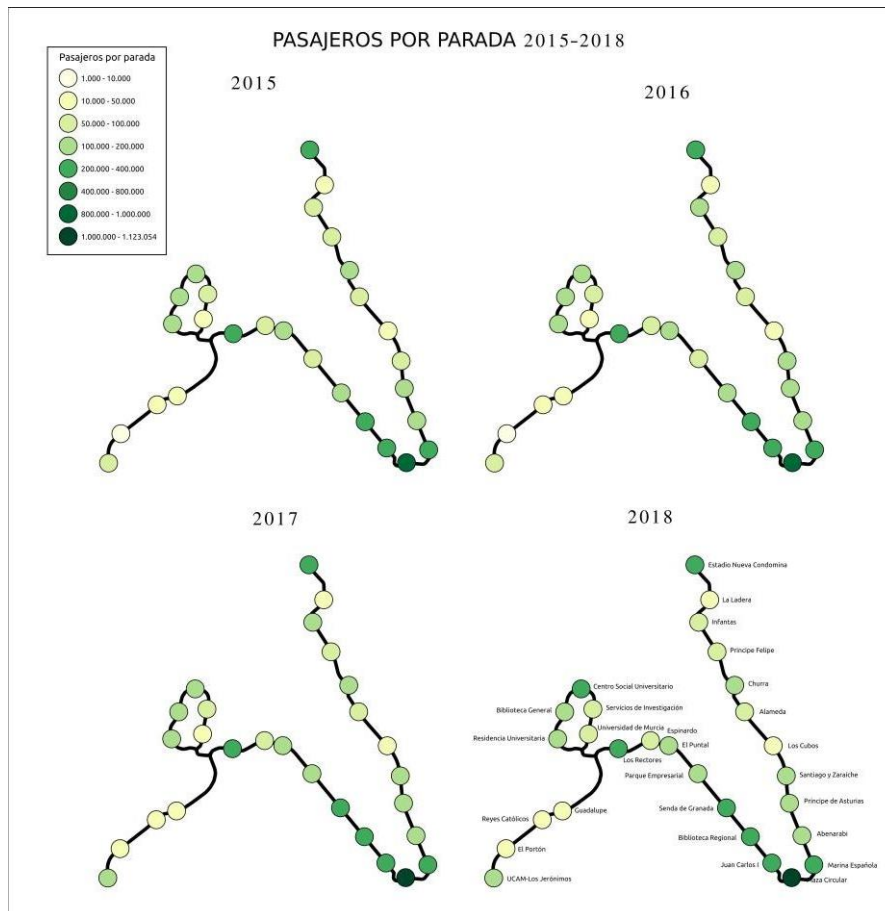 PASAJEROS POR PARADA 2015-2018
Pasajeros por parada
1.000 - 10.000
10.000 - 50.000
50.000 - 100.000
100.000 - 200.000
200.000 - 400.000
400.000 - 800.000
800.000 - 1.000.000
1.000.000 - 1.123.054
2015
2016
2017
2018
Estadio Nueva Condomina
La Ladera
Infantas
Príncipe Felipe
Churra
Alameda
Los Cubos
Santiago y Zaraiche
Príncipe de Asturias
Abenarabi
Marina Española
Plaza Circular
Juan Carlos I
Biblioteca Regional
Senda de Granada
Parque Empresarial
El Puntal
Espinardo
Los Rectores
Universidad de Murcia
Servicios de Investigación
Centro Social Universitario
Biblioteca General
Residencia Universitaria
Guadalupe
Reyes Católicos
El Portón
UCAM-Los Jerónimos